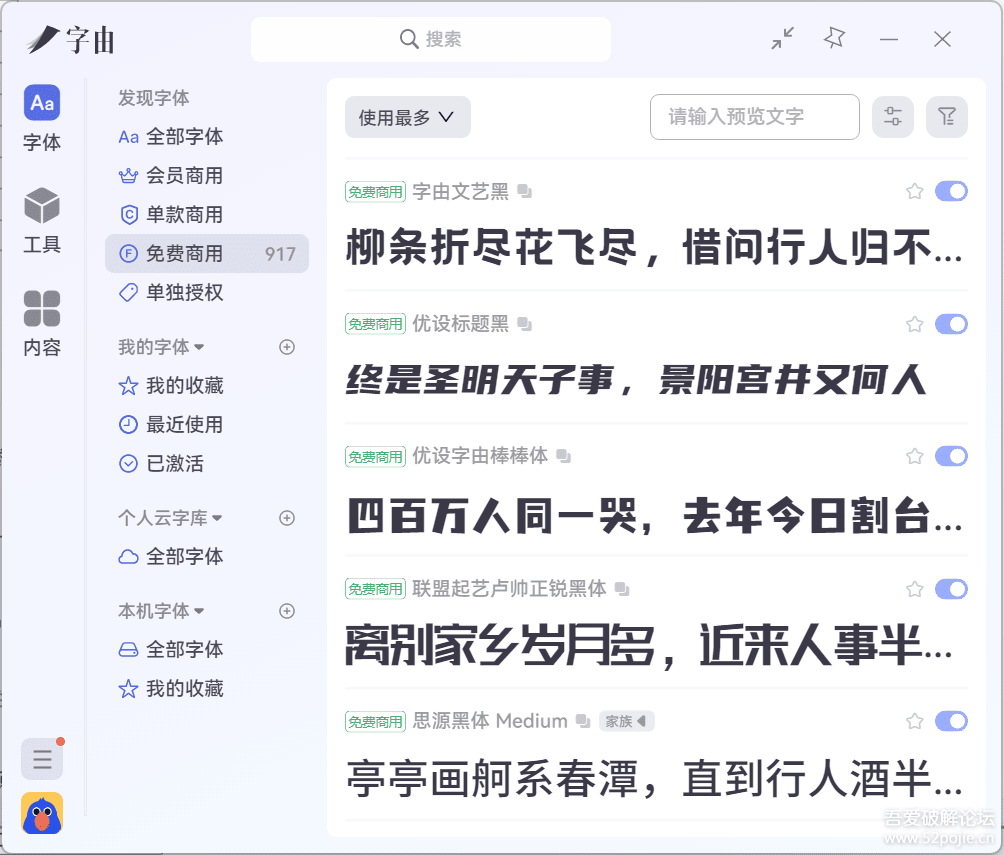 字由
搜索
Aa
字体
工具
内容
发现字体
Aa 全部字体
会员商用
单款商用
免费商用 917
单独授权
我的字体
我的收藏
最近使用
已激活
个人云字库
全部字体
本机字体
全部字体
我的收藏
使用最多
请输入预览文字
免费商用 字由文艺黑
柳条折尽花飞尽，借问行人归不...
免费商用 优设标题黑
终是圣明天子事，景阳宫井又何人
免费商用 优设字由棒棒体
四百万人同一哭，去年今日割台...
免费商用 联盟起艺卢帅正锐黑体
离别家乡岁月多，近来人事半...
免费商用 思源黑体 Medium 家族
亭亭画舸系春潭，直到行人酒半...
吾爱破解论坛
www.52pojie.cn